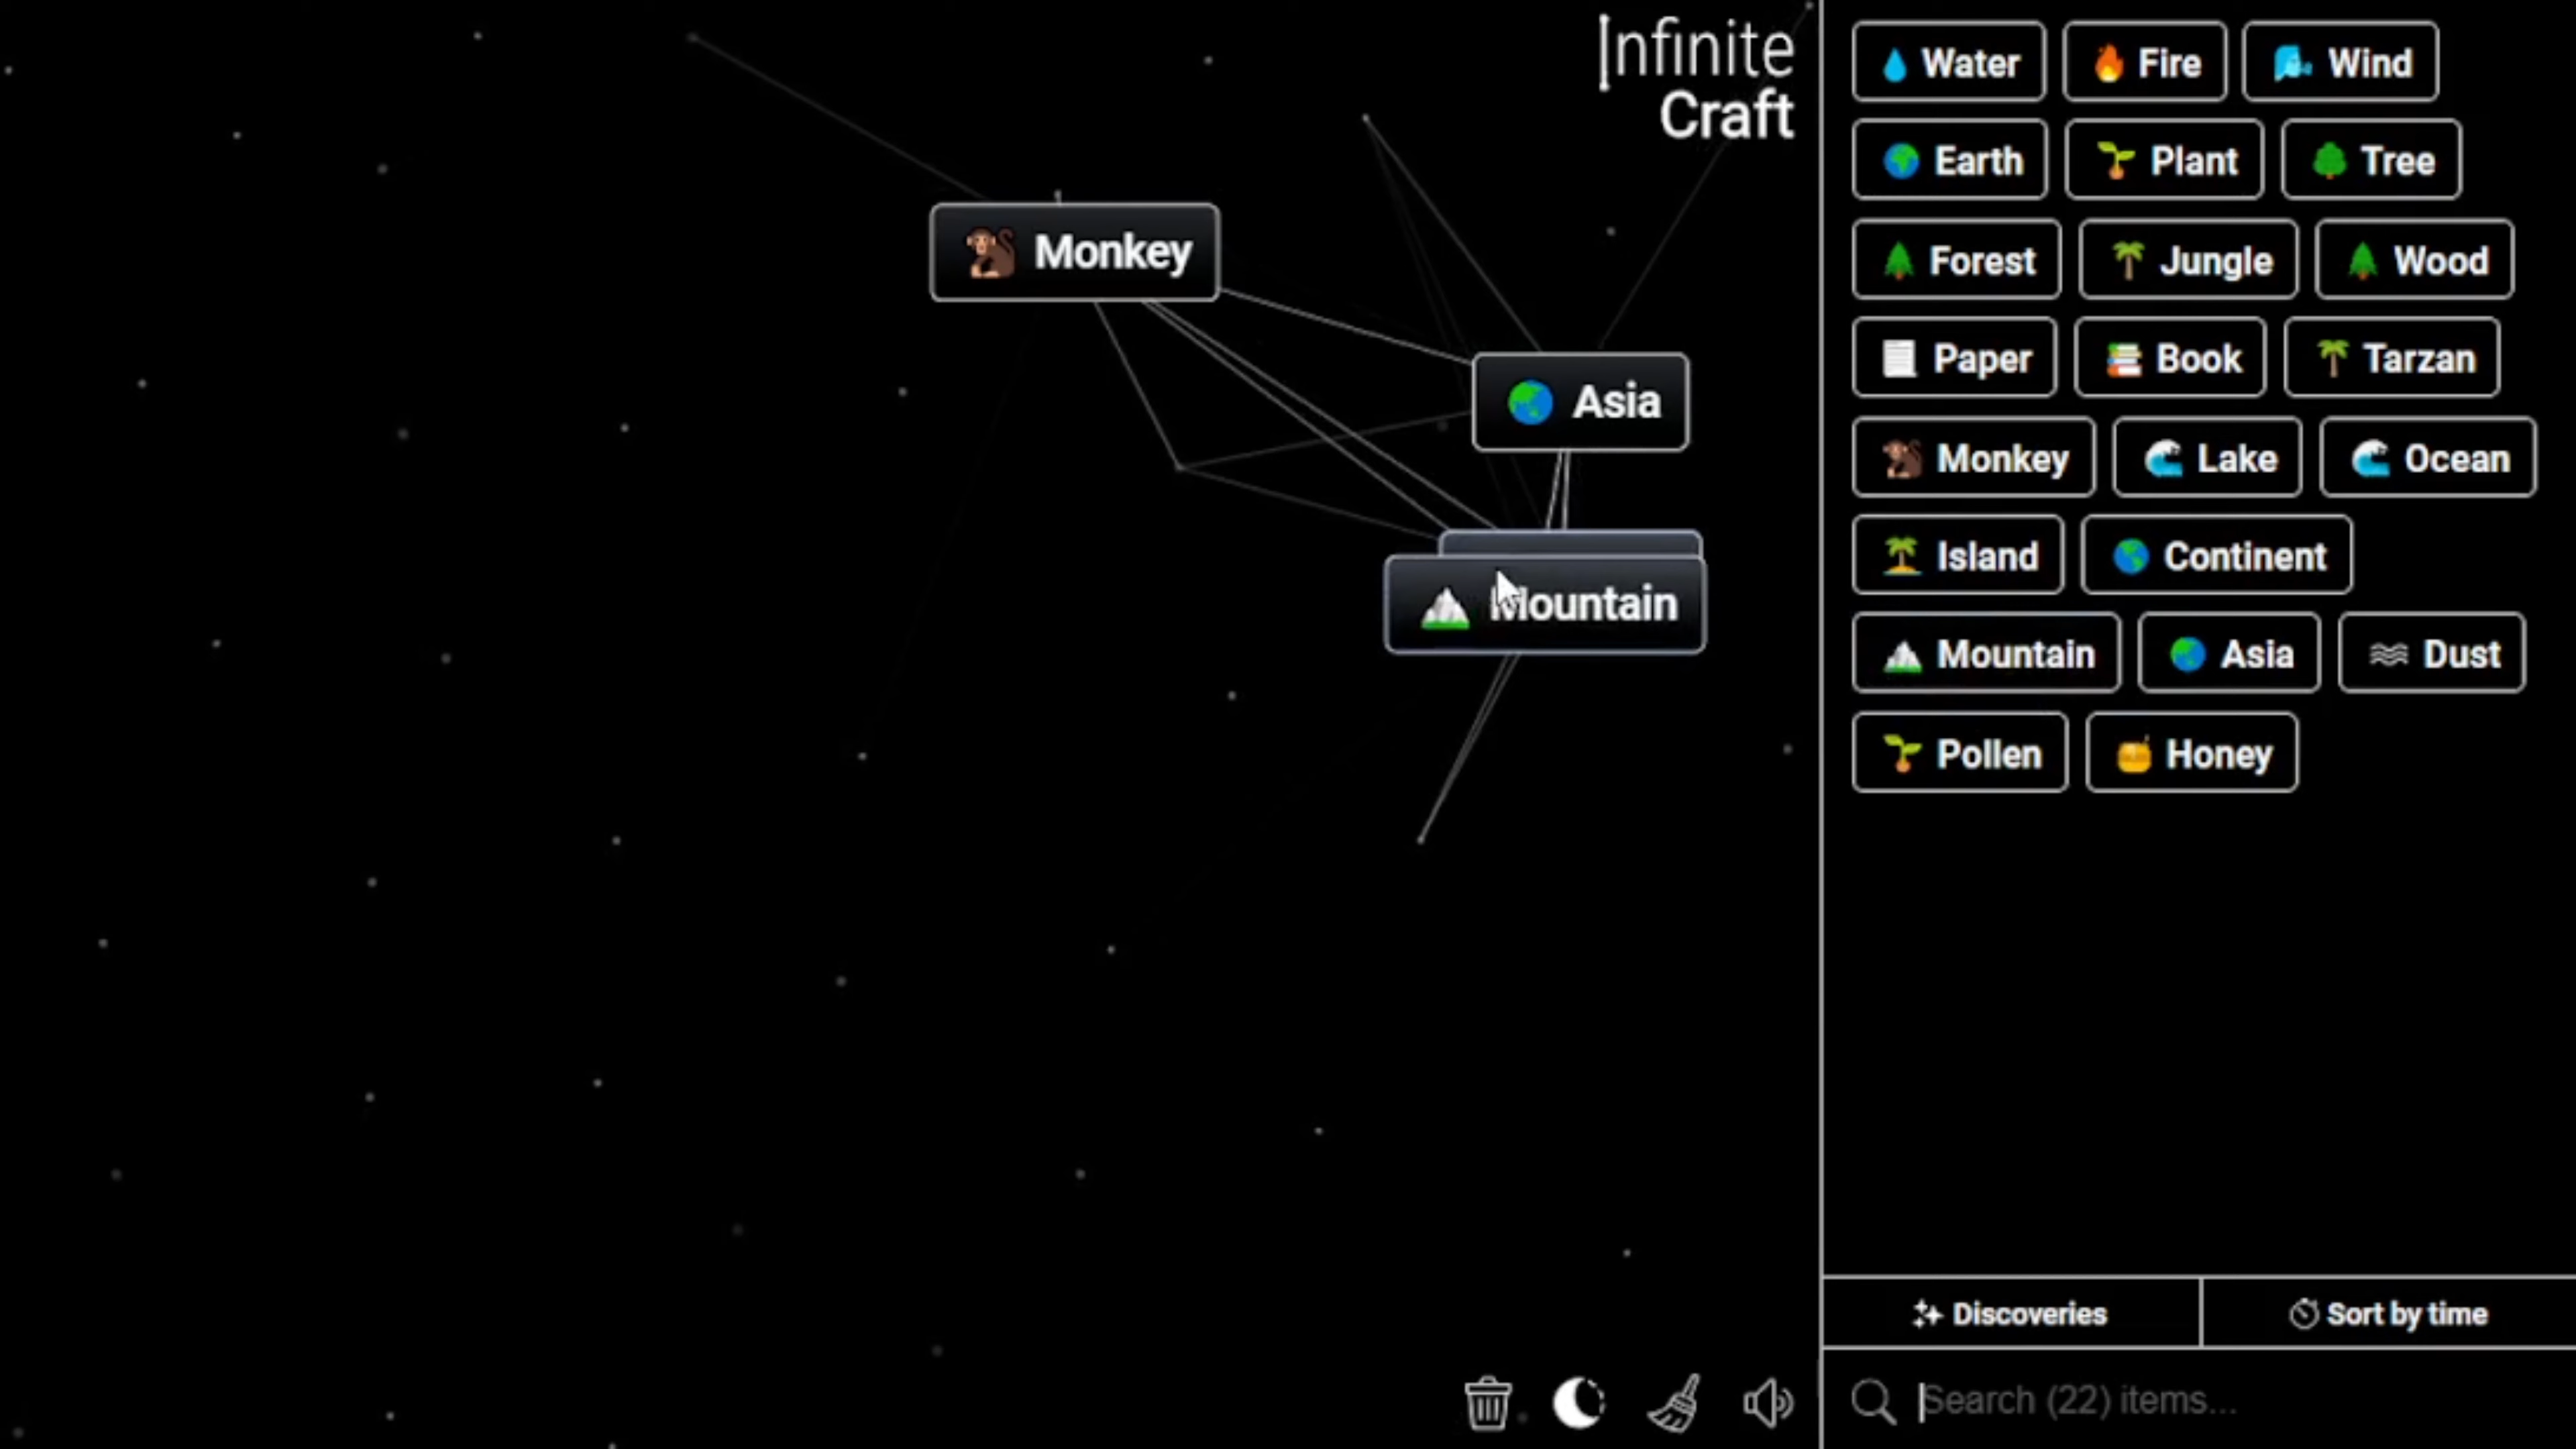 Infinite
Craft
Monkey
Asia
Mountain
Water Fire Wind
Earth Plant Tree
Forest Jungle Wood
Paper Book Tarzan
Monkey Lake Ocean
Island Continent
Mountain Asia Dust
Pollen Honey
Discoveries Sort by time
Search (22) items...